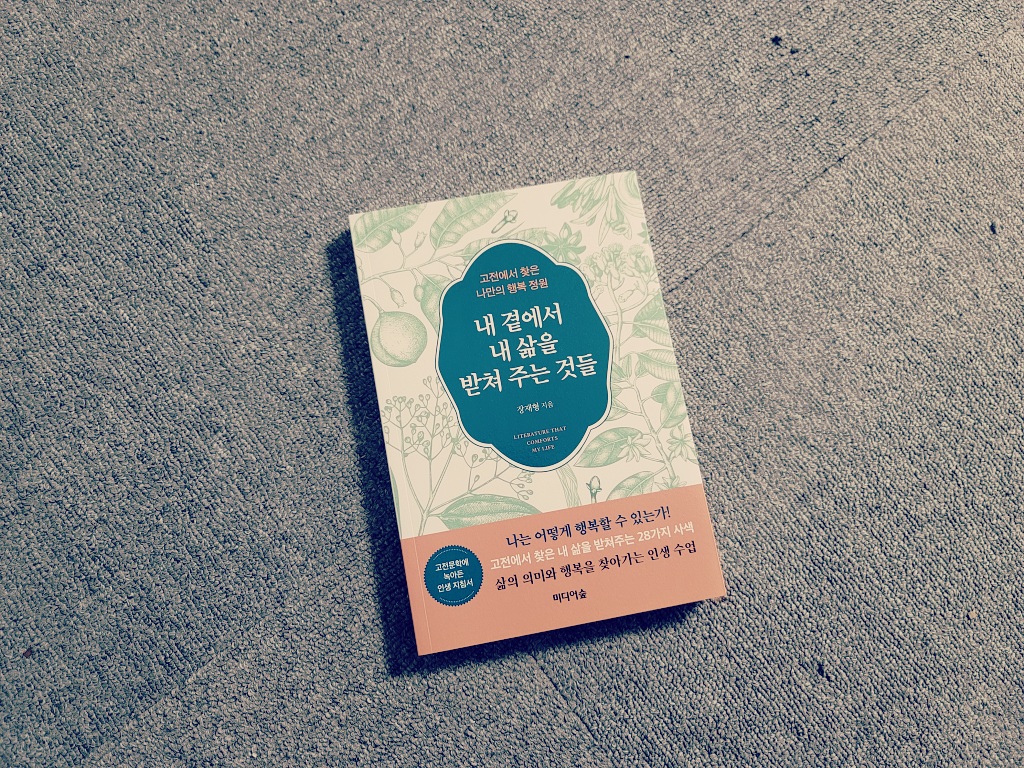 고전에서 찾은
나만의 행복 정원
내 곁에서
내 삶을
받쳐 주는 것들
장재형 지음
LITERATURE THAT
COMFORTS
MY LIFE
나는 어떻게 행복할 수 있는가!
고전에서 찾은 내 삶을 받쳐주는 28가지 사색
삶의 의미와 행복을 찾아가는 인생 수업
고전문학에
녹아든
인생 지침서
미디어숲